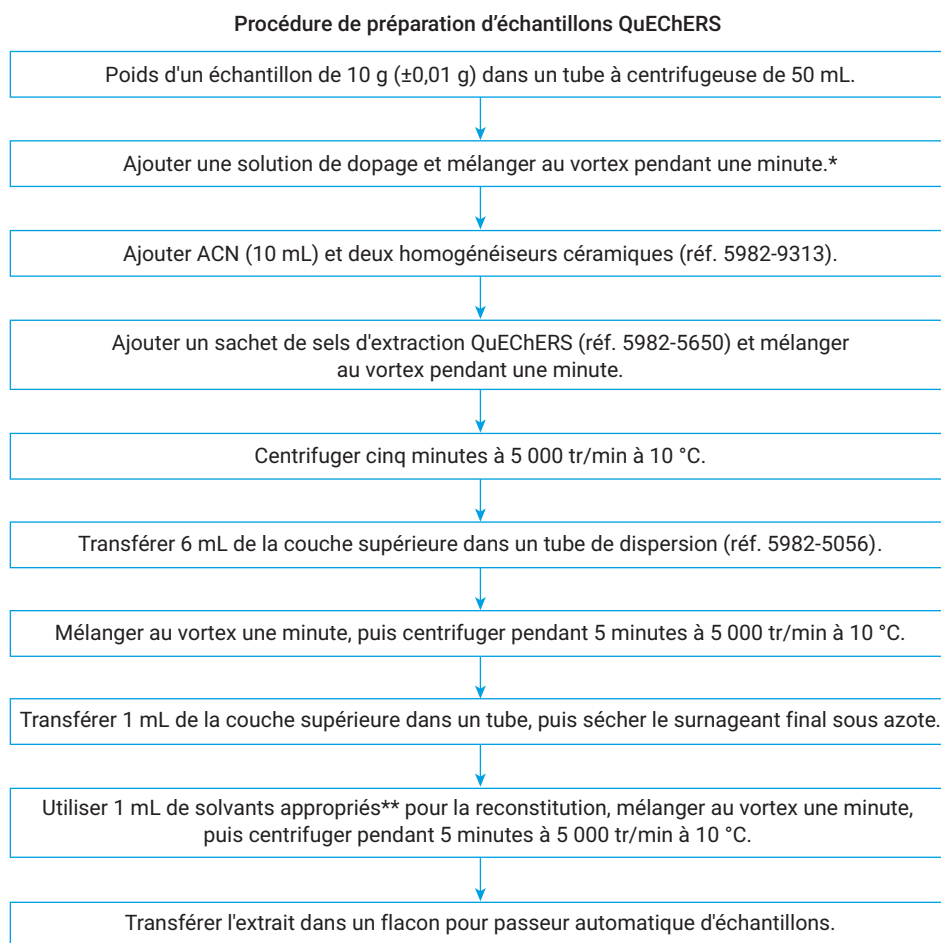 Procédure de préparation d’échantillons QuEChERS
Poids d'un échantillon de 10 g (±0,01 g) dans un tube à centrifugeuse de 50 mL.
Ajouter une solution de dopage et mélanger au vortex pendant une minute.*
Ajouter ACN (10 mL) et deux homogénéiseurs céramiques (réf. 5982-9313).
Ajouter un sachet de sels d'extraction QuEChERS (réf. 5982-5650) et mélanger
au vortex pendant une minute.
Centrifuger cinq minutes à 5 000 tr/min à 10 °C.
Transférer 6 mL de la couche supérieure dans un tube de dispersion (réf. 5982-5056).
Mélanger au vortex une minute, puis centrifuger pendant 5 minutes à 5 000 tr/min à 10 °C.
Transférer 1 mL de la couche supérieure dans un tube, puis sécher le surnageant final sous azote.
Utiliser 1 mL de solvants appropriés** pour la reconstitution, mélanger au vortex une minute,
puis centrifuger pendant 5 minutes à 5 000 tr/min à 10 °C.
Transférer l'extrait dans un flacon pour passeur automatique d'échantillons.